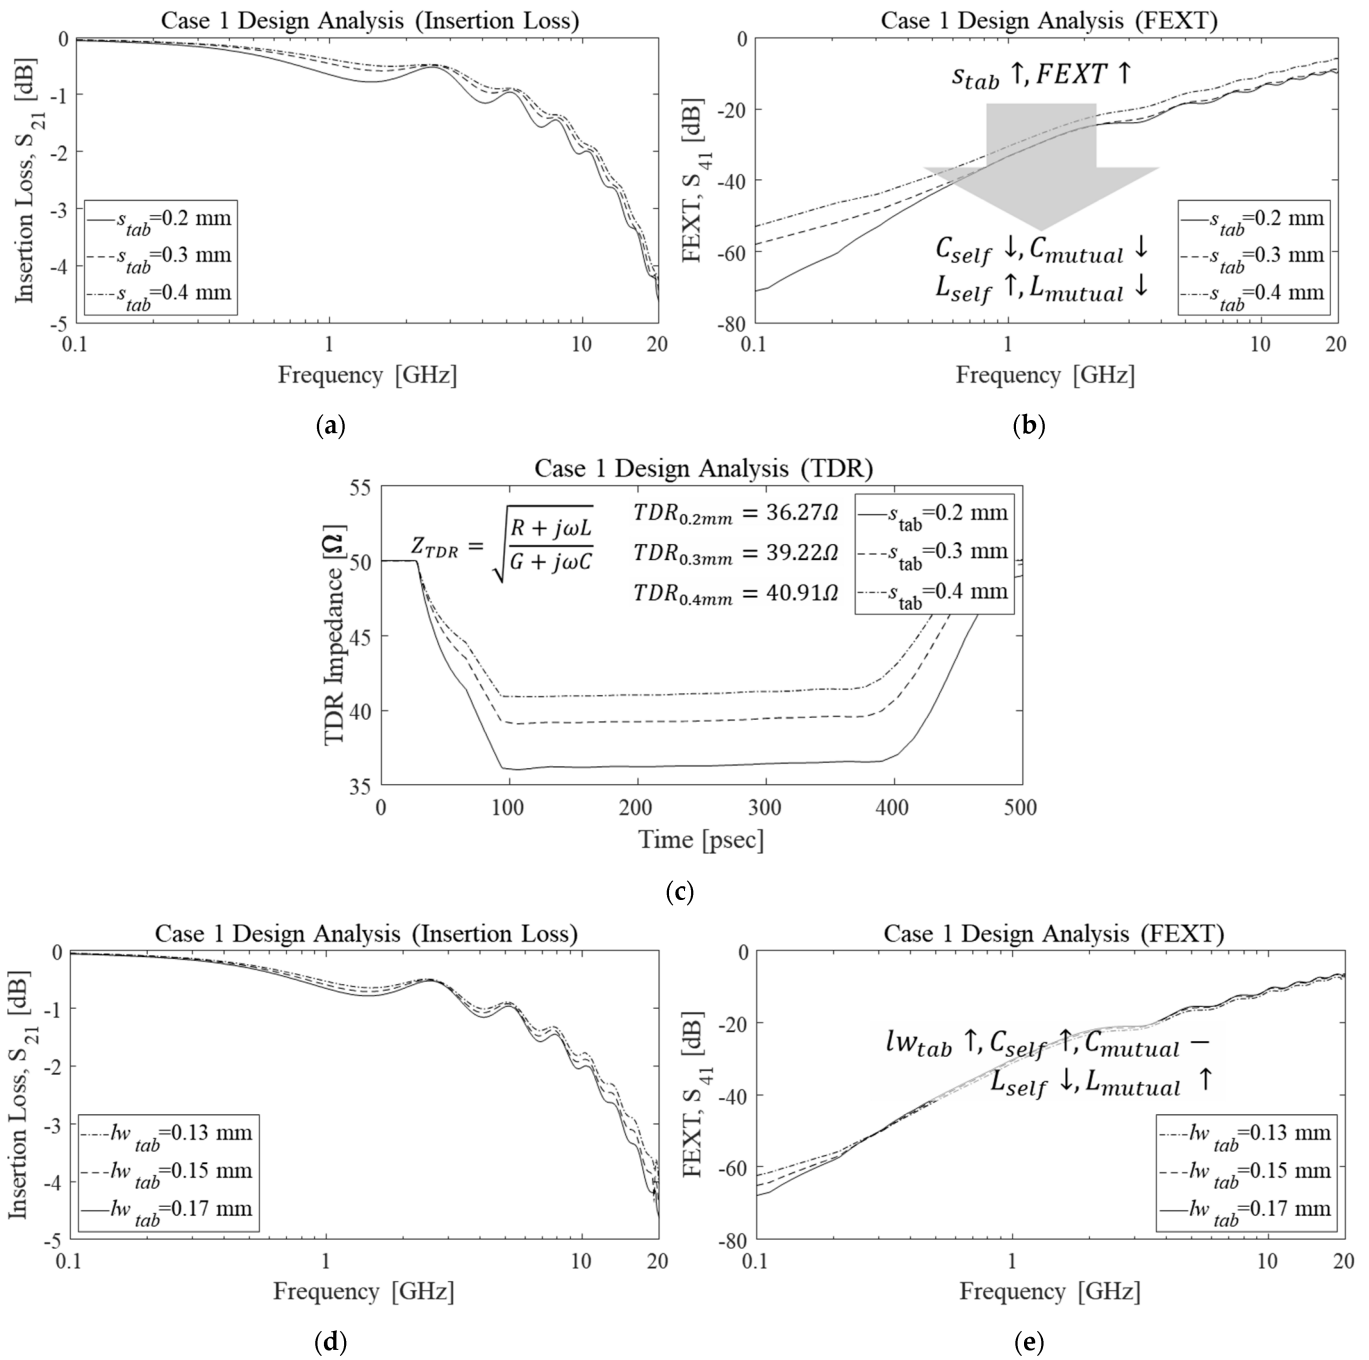 Case 1 Design Analysis (Insertion Loss)
Insertion Loss, S21 [dB]
0
-1
-2
-3
-4
-5
stab=0.2 mm
stab=0.3 mm
stab=0.4 mm
0.1 1 10 20
Frequency [GHz]
(a)
Case 1 Design Analysis (FEXT)
FEXT, S41 [dB]
0
-20
-40
-60
-80
stab ↑, FEXT ↑
Cself ↓, Cmutual ↓
Lself ↑, Lmutual ↓
stab=0.2 mm
stab=0.3 mm
stab=0.4 mm
0.1 1 10 20
Frequency [GHz]
(b)
Case 1 Design Analysis (TDR)
TDR Impedance [Ω]
55
50
45
40
35
ZTDR = √((R + jωL)/(G + jωC))
TDR0.2mm = 36.27Ω
TDR0.3mm = 39.22Ω
TDR0.4mm = 40.91Ω
stab=0.2 mm
stab=0.3 mm
stab=0.4 mm
0 100 200 300 400 500
Time [psec]
(c)
Case 1 Design Analysis (Insertion Loss)
Insertion Loss, S21 [dB]
0
-1
-2
-3
-4
-5
lwtab=0.13 mm
lwtab=0.15 mm
lwtab=0.17 mm
0.1 1 10 20
Frequency [GHz]
(d)
Case 1 Design Analysis (FEXT)
FEXT, S41 [dB]
0
-20
-40
-60
-80
lwtab ↑, Cself ↑, Cmutual −
Lself ↓, Lmutual ↑
lwtab=0.13 mm
lwtab=0.15 mm
lwtab=0.17 mm
0.1 1 10 20
Frequency [GHz]
(e)